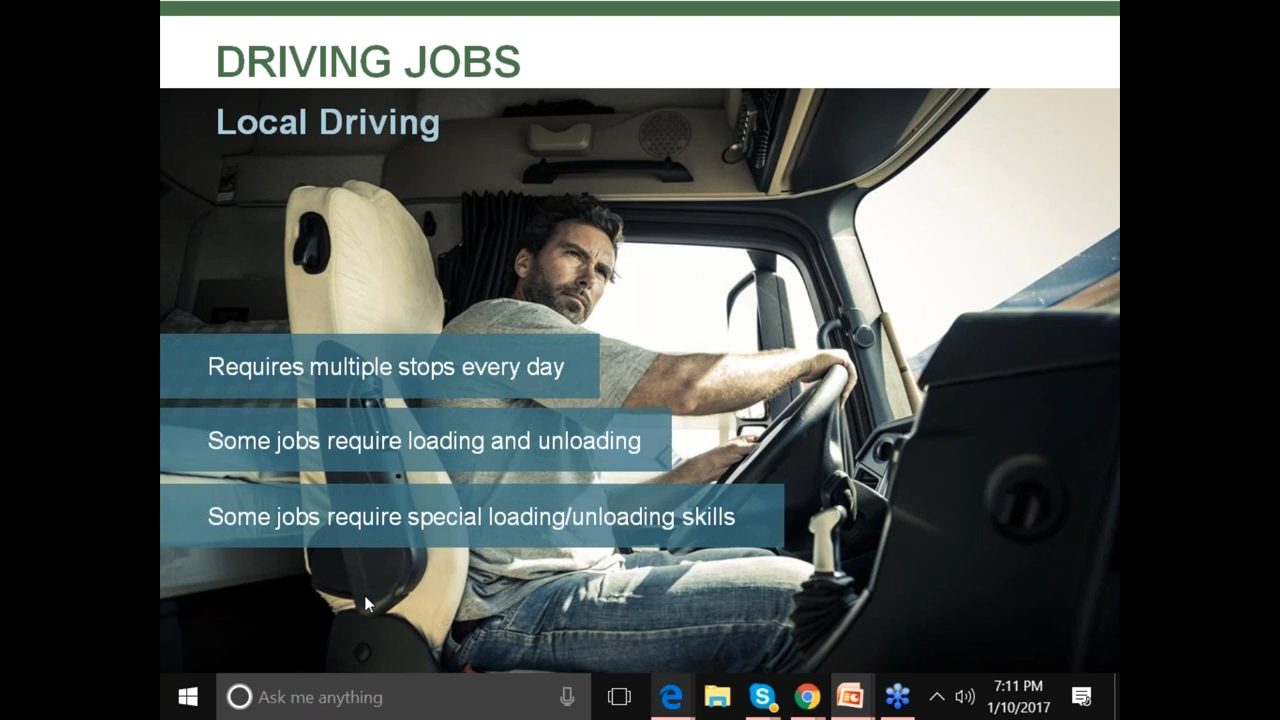 DRIVING JOBS
Local Driving
Requires multiple stops every day
Some jobs require loading and unloading
Some jobs require special loading/unloading skills
Ask me anything
7:11 PM
1/10/2017